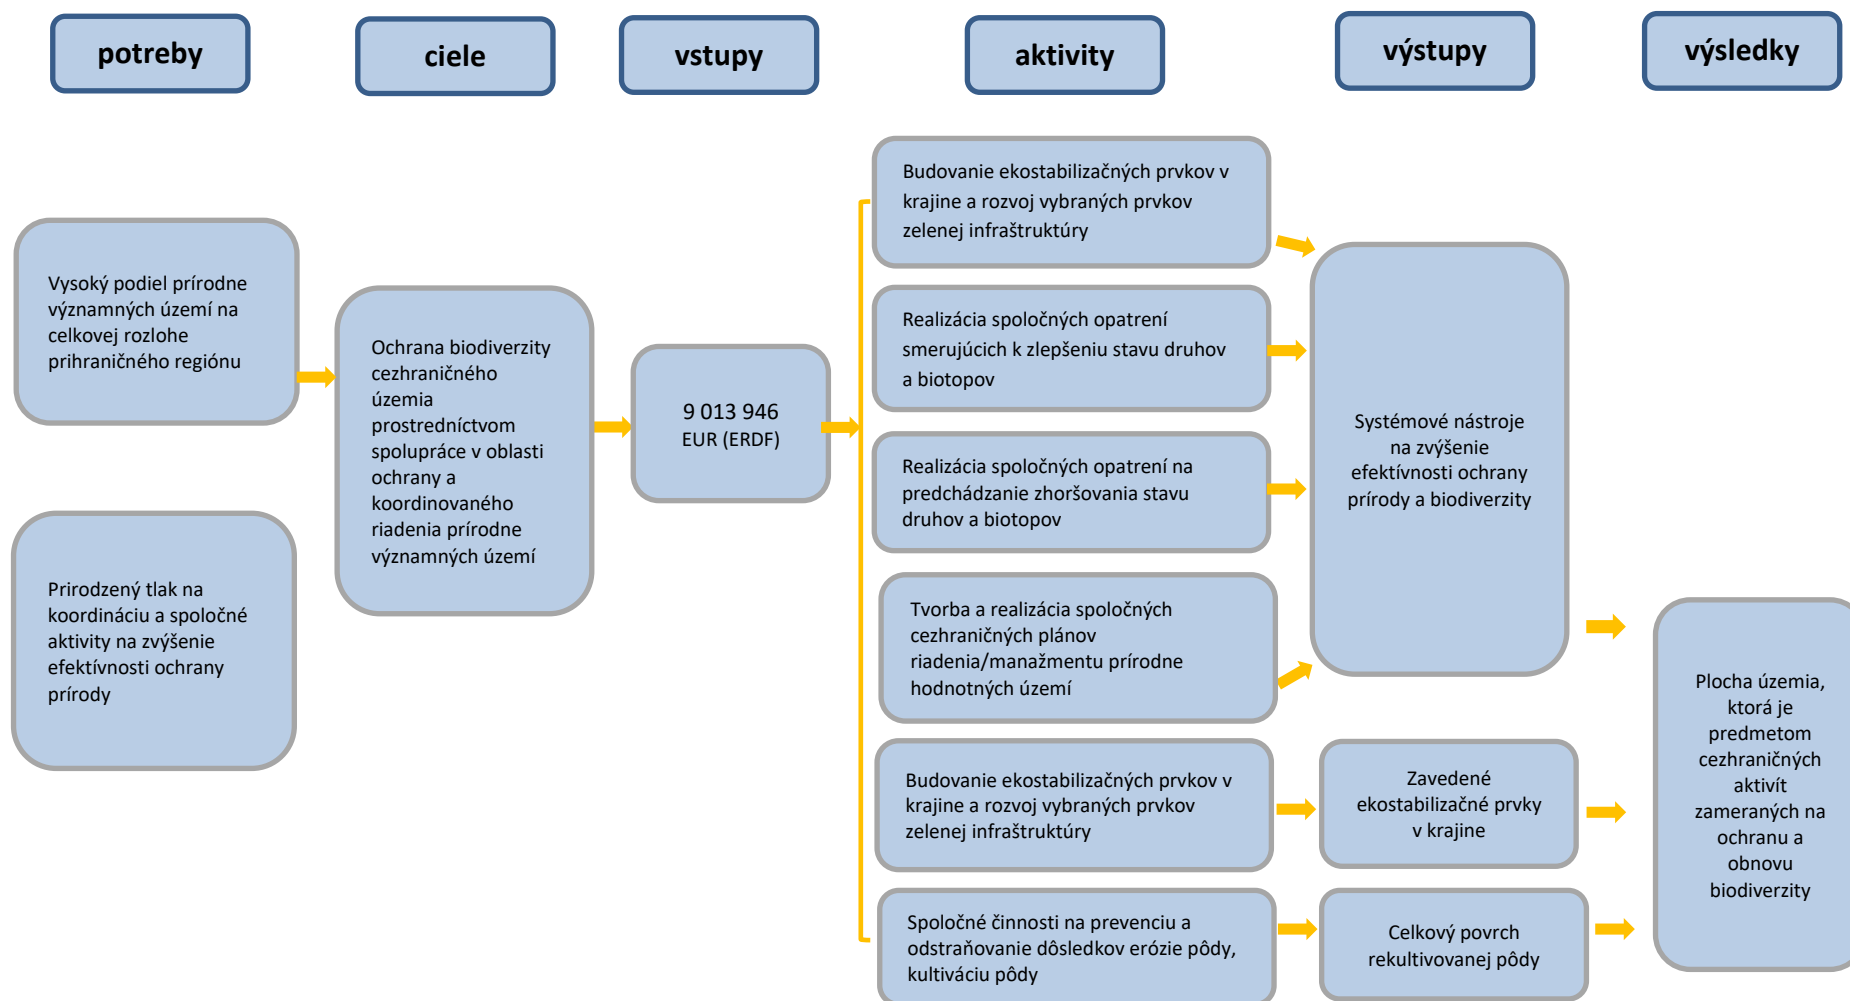 potreby
ciele
vstupy
aktivity
výstupy
výsledky
Vysoký podiel prírodne
významných území na
celkovej rozlohe
prihraničného regiónu
Prirodzený tlak na
koordináciu a spoločné
aktivity na zvýšenie
efektívnosti ochrany
prírody
Ochrana biodiverzity
cezhraničného
územia
prostredníctvom
spolupráce v oblasti
ochrany a
koordinovaného
riadenia prírodne
významných území
9 013 946
EUR (ERDF)
Budovanie ekostabilizačných prvkov v
krajine a rozvoj vybraných prvkov
zelenej infraštruktúry
Realizácia spoločných opatrení
smerujúcich k zlepšeniu stavu druhov
a biotopov
Realizácia spoločných opatrení na
predchádzanie zhoršovania stavu
druhov a biotopov
Tvorba a realizácia spoločných
cezhraničných plánov
riadenia/manažmentu prírodne
hodnotných území
Budovanie ekostabilizačných prvkov v
krajine a rozvoj vybraných prvkov
zelenej infraštruktúry
Spoločné činnosti na prevenciu a
odstraňovanie dôsledkov erózie pôdy,
kultiváciu pôdy
Systémové nástroje
na zvýšenie
efektívnosti ochrany
prírody a biodiverzity
Zavedené
ekostabilizačné prvky
v krajine
Celkový povrch
rekultivovanej pôdy
Plocha územia,
ktorá je
predmetom
cezhraničných
aktivít
zameraných na
ochranu a
obnovu
biodiverzity